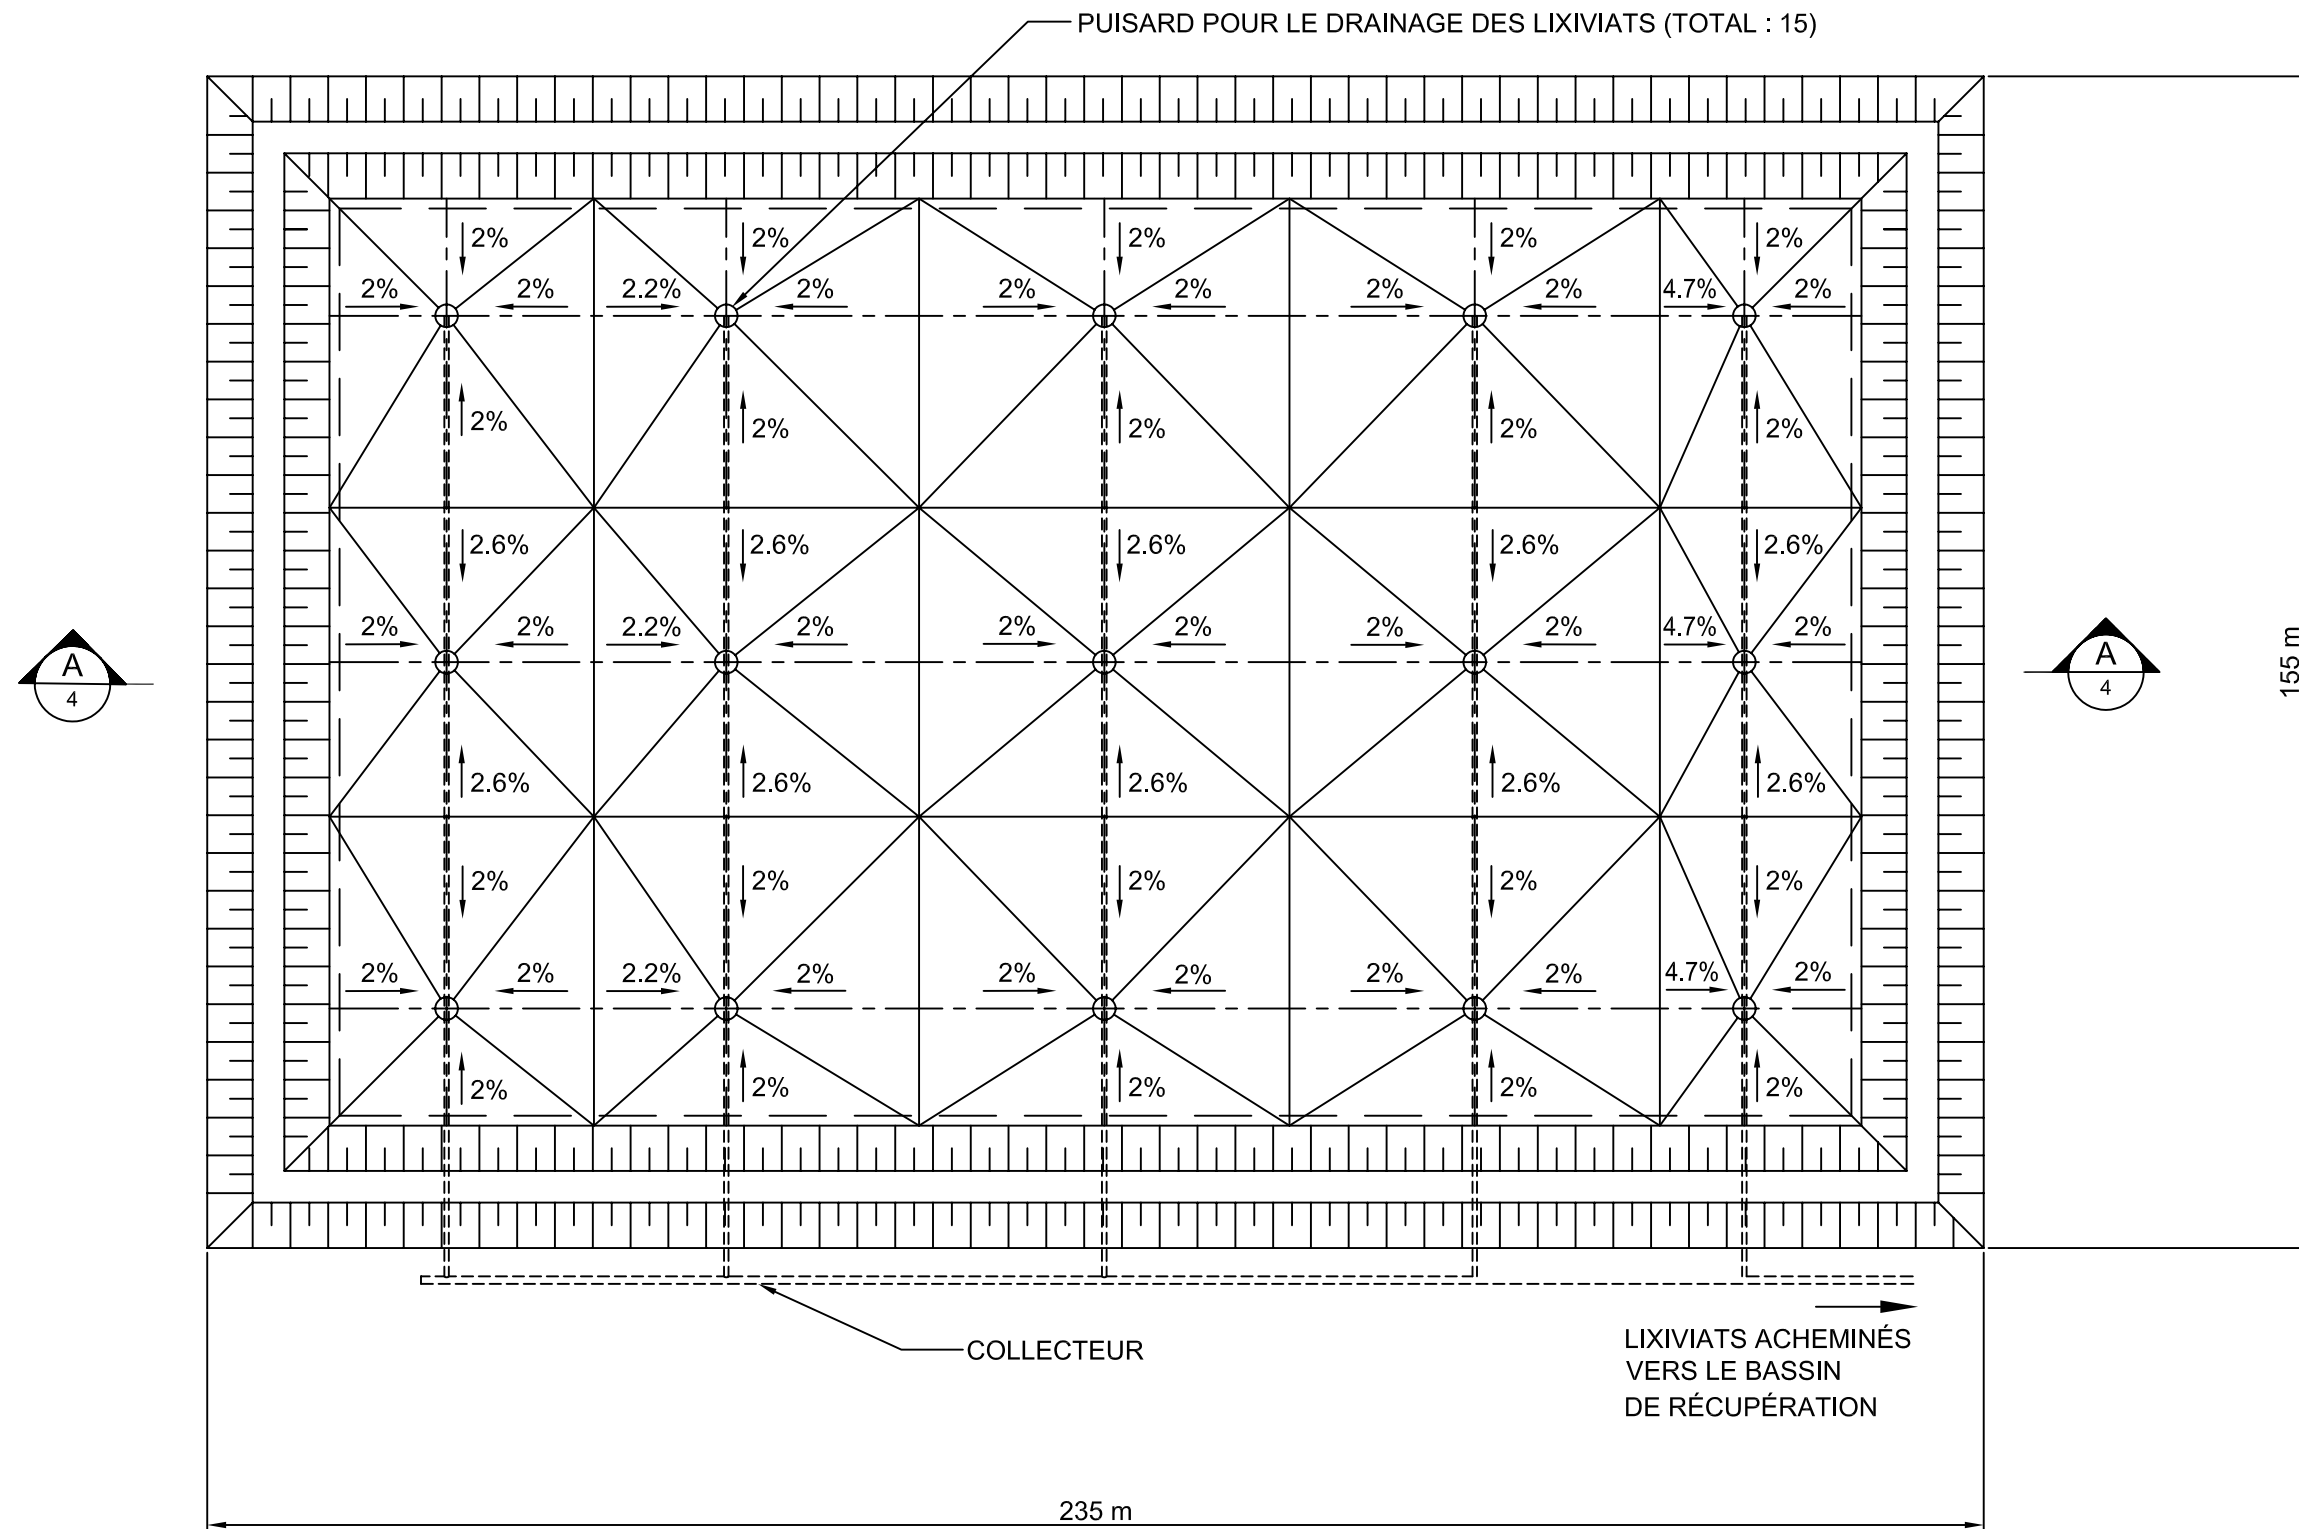 PUISARD POUR LE DRAINAGE DES LIXIVIATS (TOTAL : 15)
2% 2% 2% 2% 2%
2% 2% 2.2% 2% 2% 2% 2% 2% 4.7% 2%
2% 2% 2% 2% 2%
2.6% 2.6% 2.6% 2.6% 2.6%
2% 2% 2.2% 2% 2% 2% 2% 2% 4.7% 2%
A
4
A
4
155 m
2.6% 2.6% 2.6% 2.6% 2.6%
2% 2% 2% 2% 2%
2% 2% 2.2% 2% 2% 2% 2% 2% 4.7% 2%
2% 2% 2% 2% 2%
COLLECTEUR
LIXIVIATS ACHEMINÉS
VERS LE BASSIN
DE RÉCUPÉRATION
235 m